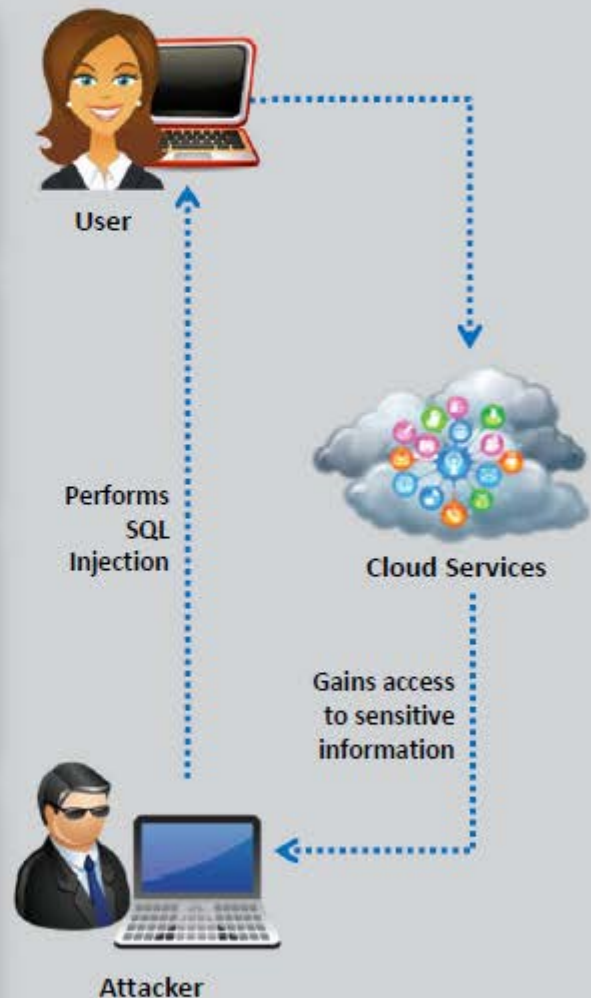 User
Performs
SQL
Injection
Cloud Services
Gains access
to sensitive
information
Attacker